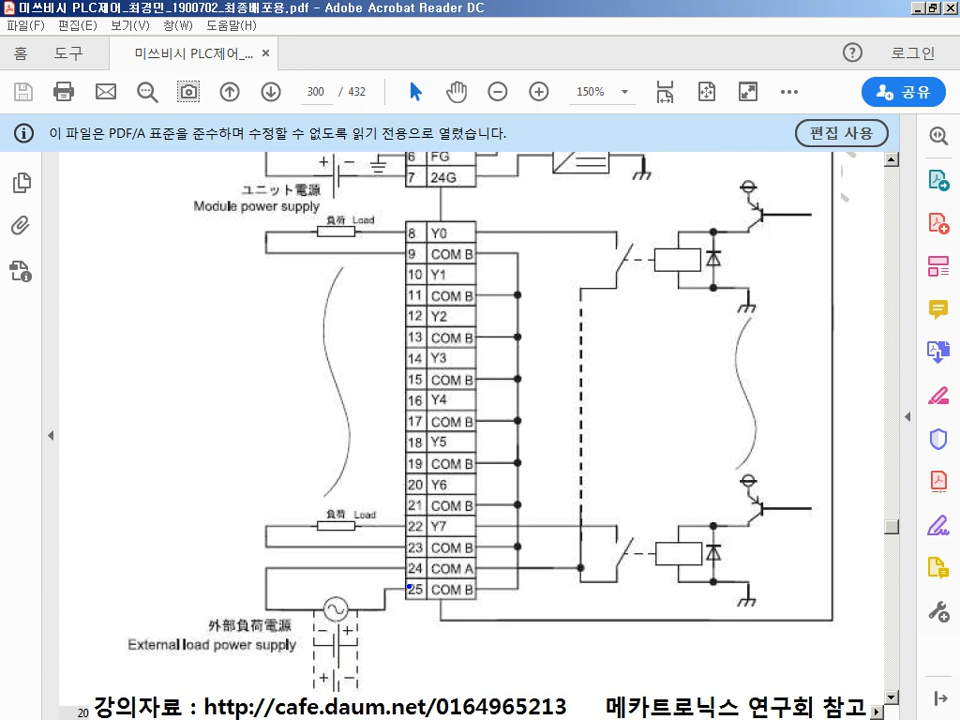 미쓰비시 PLC제어_최경민_1900702_최종배포용.pdf - Adobe Acrobat Reader DC
파일(F) 편집(E) 보기(V) 창(W) 도움말(H)
홈 도구 미쓰비시 PLC제어_... × ? 로그인
300 / 432 150% 공유
이 파일은 PDF/A 표준을 준수하며 수정할 수 없도록 읽기 전용으로 열렸습니다. 편집 사용
6 FG
+ − 7 24G
ユニット電源
Module power supply
負荷 Load
8 Y0
9 COM B
10 Y1
11 COM B
12 Y2
13 COM B
14 Y3
15 COM B
16 Y4
17 COM B
18 Y5
19 COM B
20 Y6
21 COM B
負荷 Load
22 Y7
23 COM B
24 COM A
25 COM B
外部負荷電源
External load power supply
− +
+ −
20 강의자료 : http://cafe.daum.net/0164965213 메카트로닉스 연구회 참고